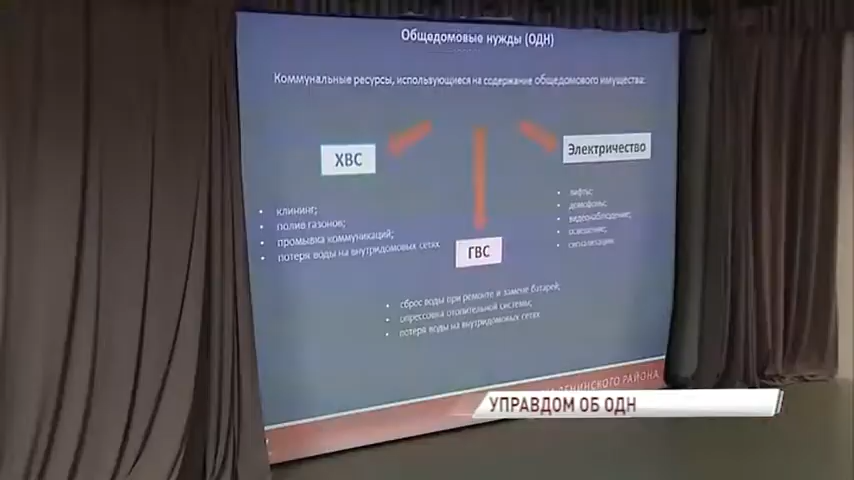 Общедомовые нужды (ОДН)
Коммунальные ресурсы, использующиеся на содержание общедомового имущества:
ХВС
Электричество
• клининг;
• полив газонов;
• промывка коммуникаций;
• потеря воды на внутридомовых сетях
• лифты;
• домофоны;
• видеонаблюдение;
• освещение;
• сигнализация
ГВС
• сброс воды при ремонте и замене батарей;
• опрессовка отопительной системы;
• потеря воды на внутридомовых сетях
ЛЕНИНСКОГО РАЙОНА
УПРАВДОМ ОБ ОДН